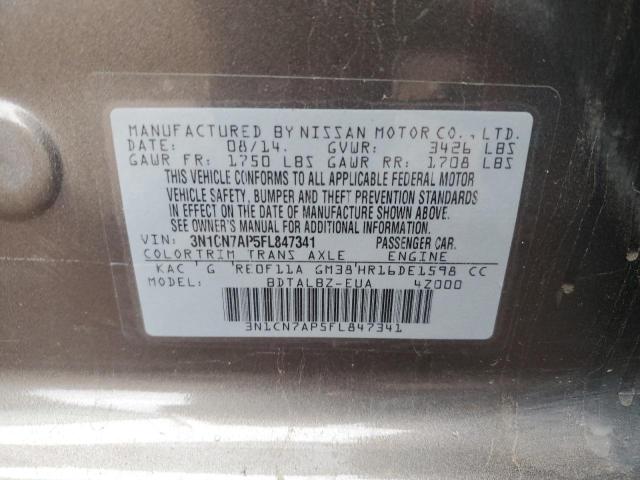 MANUFACTURED BY NISSAN MOTOR CO., LTD.
DATE: 08/14. GVWR: 3426 LBS
GAWR FR: 1750 LBS GAWR RR: 1708 LBS
THIS VEHICLE CONFORMS TO ALL APPLICABLE FEDERAL MOTOR
VEHICLE SAFETY, BUMPER AND THEFT PREVENTION STANDARDS
IN EFFECT ON THE DATE OF MANUFACTURE SHOWN ABOVE.
SEE OWNER'S MANUAL FOR ADDITIONAL INFORMATION.
VIN: 3N1CN7AP5FL847341 PASSENGER CAR.
COLOR TRIM TRANS AXLE ENGINE
KAC ' G 'RE0F11A GM38'HR16DE1598 CC
MODEL: BDTALBZ-EUA 4Z000
3N1CN7AP5FL847341